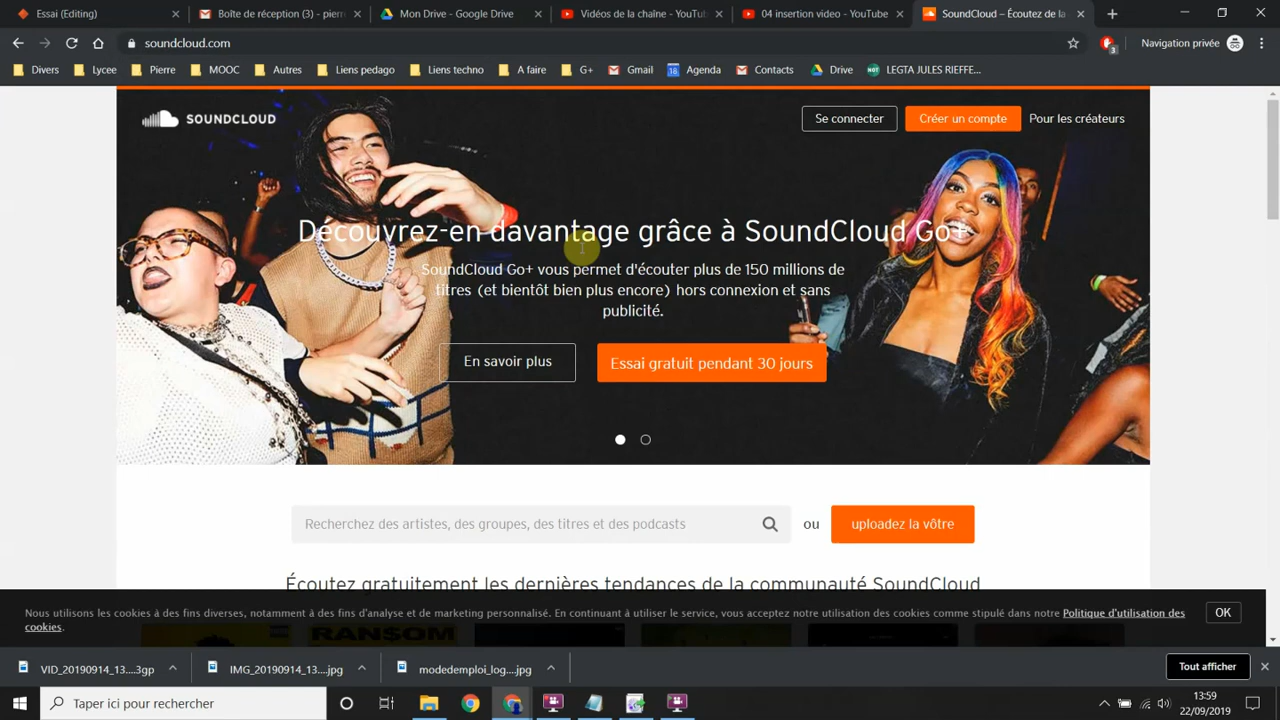 Essai (Editing)
Boîte de réception (3) - pierr
Mon Drive - Google Drive
Vidéos de la chaîne - YouTu
04 insertion video - YouTube
SoundCloud – Écoutez de la
soundcloud.com
3
Navigation privée
Divers
Lycee
Pierre
MOOC
Autres
Liens pedago
Liens techno
A faire
G+
Gmail
18
Agenda
Contacts
Drive
LEGTA JULES RIEFFE...
SOUNDCLOUD
Se connecter
Créer un compte
Pour les créateurs
Découvrez-en davantage grâce à SoundCloud Go+
SoundCloud Go+ vous permet d'écouter plus de 150 millions de
titres (et bientôt bien plus encore) hors connexion et sans
publicité.
En savoir plus
Essai gratuit pendant 30 jours
Recherchez des artistes, des groupes, des titres et des podcasts
ou
uploadez la vôtre
Écoutez gratuitement les dernières tendances de la communauté SoundCloud
Nous utilisons les cookies à des fins diverses, notamment à des fins d'analyse et de marketing personnalisé. En continuant à utiliser le service, vous acceptez notre utilisation des cookies comme stipulé dans notre Politique d'utilisation des
cookies.
OK
RANSOM
VID_20190914_13....3gp
IMG_20190914_13....jpg
modedemploi_log....jpg
Tout afficher
Taper ici pour rechercher
13:59
22/09/2019